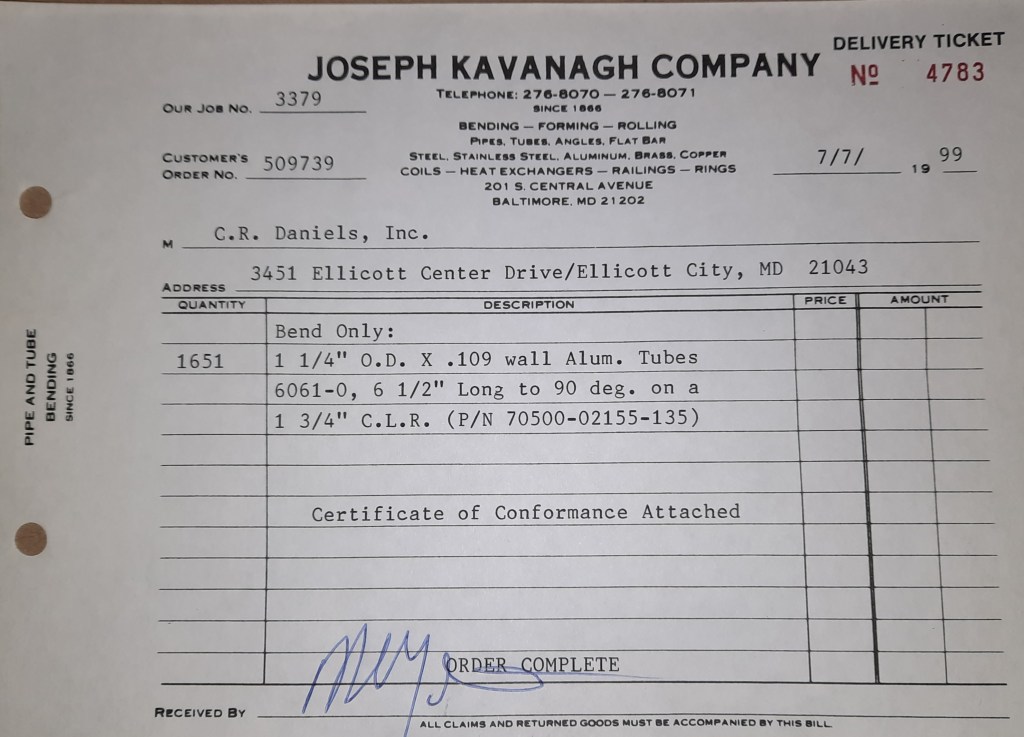 DELIVERY TICKET
JOSEPH KAVANAGH COMPANY
Nº 4783
TELEPHONE: 276-8070 — 276-8071
SINCE 1866
OUR JOB NO. 3379
BENDING — FORMING — ROLLING
PIPES, TUBES, ANGLES, FLAT BAR
STEEL, STAINLESS STEEL, ALUMINUM, BRASS, COPPER
COILS — HEAT EXCHANGERS — RAILINGS — RINGS
201 S. CENTRAL AVENUE
BALTIMORE, MD 21202
CUSTOMER'S
ORDER NO. 509739
7/7/ 19 99
M C.R. Daniels, Inc.
ADDRESS 3451 Ellicott Center Drive/Ellicott City, MD 21043
QUANTITY DESCRIPTION PRICE AMOUNT
Bend Only:
1651 1 1/4" O.D. X .109 wall Alum. Tubes
6061-0, 6 1/2" Long to 90 deg. on a
1 3/4" C.L.R. (P/N 70500-02155-135)
Certificate of Conformance Attached
ORDER COMPLETE
RECEIVED BY
ALL CLAIMS AND RETURNED GOODS MUST BE ACCOMPANIED BY THIS BILL.
PIPE AND TUBE
BENDING
SINCE 1866